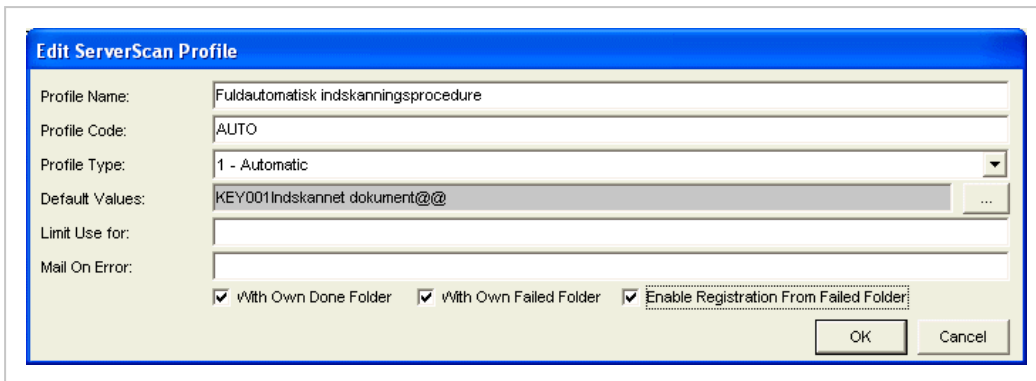 Edit ServerScan Profile
Profile Name: Fuldautomatisk indskanningsprocedure
Profile Code: AUTO
Profile Type: 1 - Automatic
Default Values: KEY001Indskannet dokument@@ ...
Limit Use for:
Mail On Error:
With Own Done Folder With Own Failed Folder Enable Registration From Failed Folder
OK Cancel